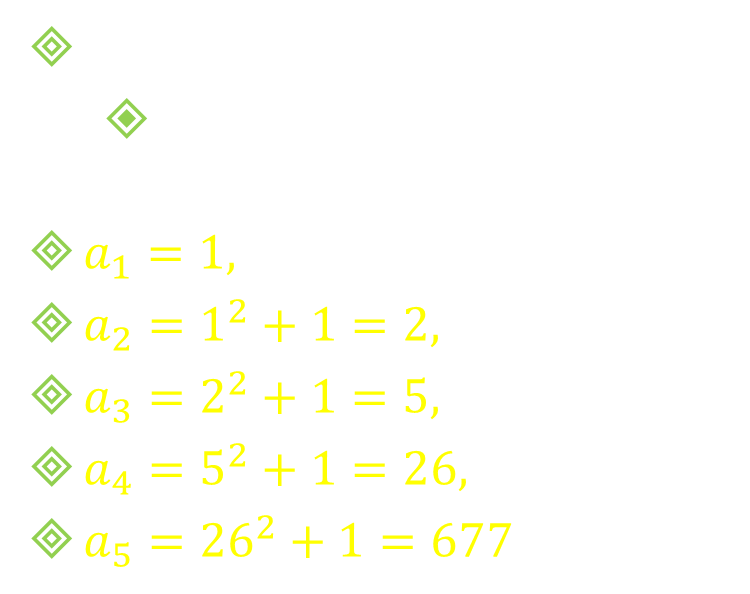 a₁ = 1,
a₂ = 1² + 1 = 2,
a₃ = 2² + 1 = 5,
a₄ = 5² + 1 = 26,
a₅ = 26² + 1 = 677